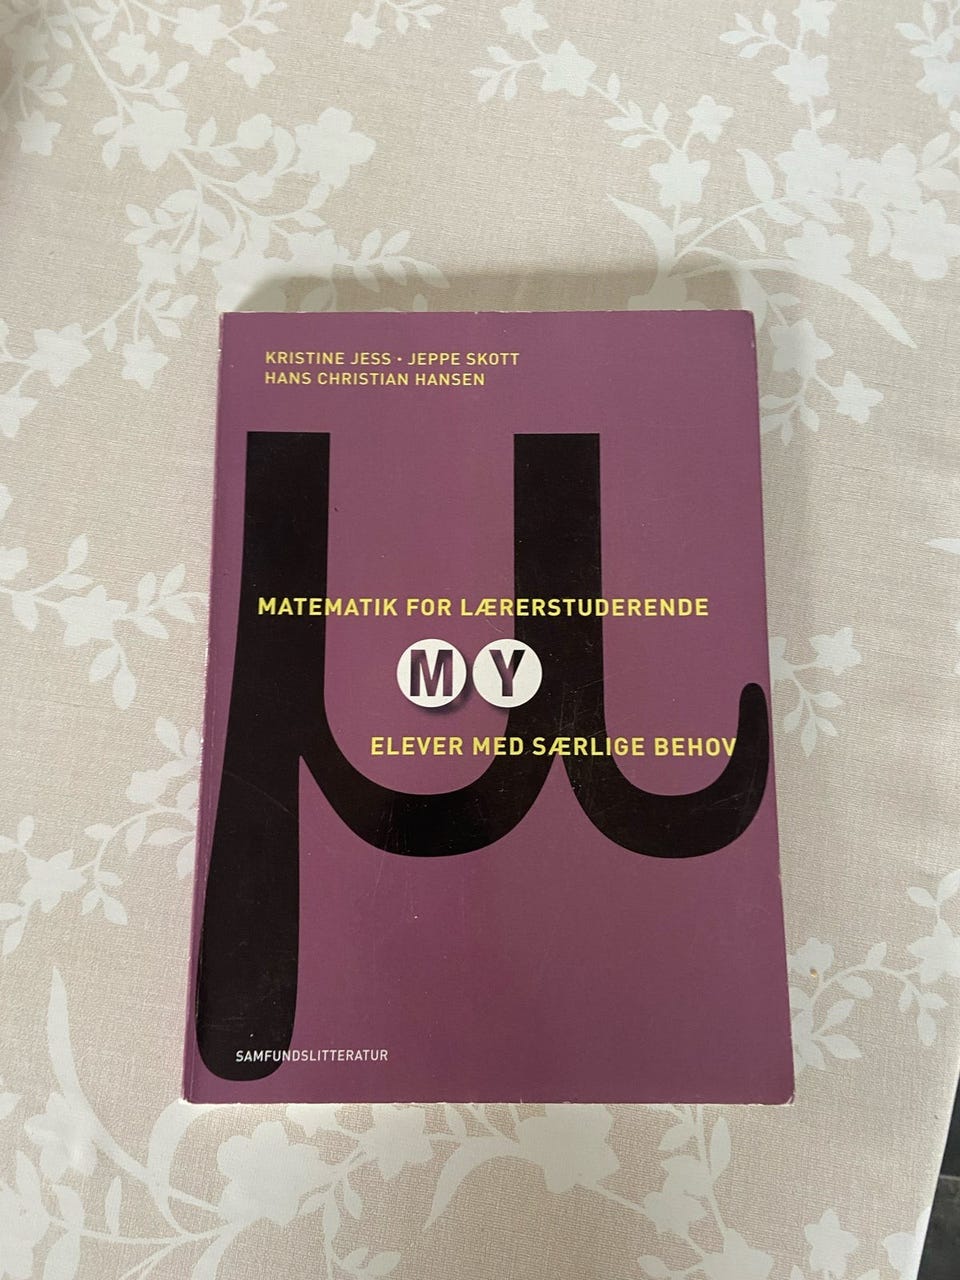 KRISTINE JESS · JEPPE SKOTT
HANS CHRISTIAN HANSEN
µ
MATEMATIK FOR LÆRERSTUDERENDE
MY
ELEVER MED SÆRLIGE BEHOV
SAMFUNDSLITTERATUR